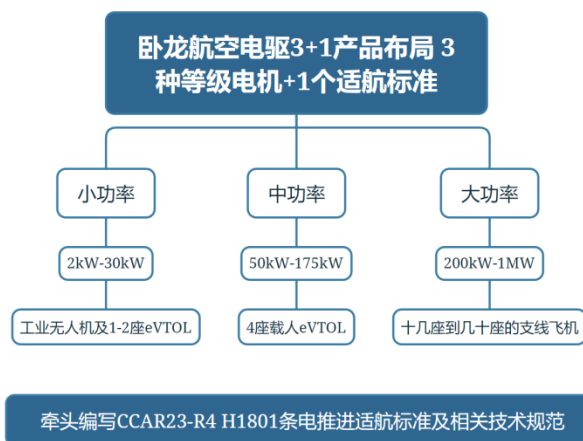 卧龙航空电驱3+1产品布局 3
种等级电机+1个适航标准
小功率
中功率
大功率
2kW-30kW
50kW-175kW
200kW-1MW
工业无人机及1-2座eVTOL
4座载人eVTOL
十几座到几十座的支线飞机
牵头编写CCAR23-R4 H1801条电推进适航标准及相关技术规范